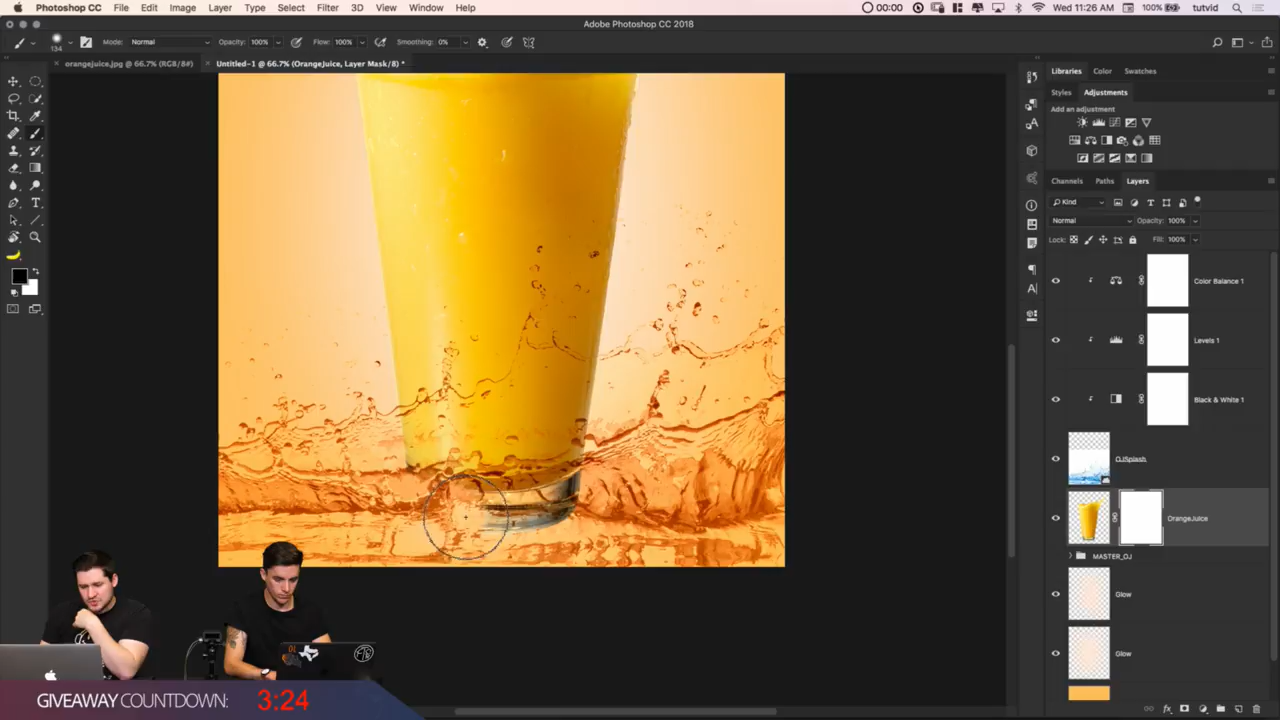 Photoshop CC File Edit Image Layer Type Select Filter 3D View Window Help 00:00 100% Wed 11:26 AM tutvid
Adobe Photoshop CC 2018
134 Mode: Normal Opacity: 100% Flow: 100% Smoothing: 0%
orangejuice.jpg @ 66.7% (RGB/8#) Untitled-1 @ 66.7% (OrangeJuice, Layer Mask/8) *
Libraries Color Swatches
Styles Adjustments
Add an adjustment
Channels Paths Layers
Kind
Normal Opacity: 100%
Lock: Fill: 100%
Color Balance 1
Levels 1
Black & White 1
OJSplash
OrangeJuice
MASTER_OJ
Glow
Glow
GIVEAWAY COUNTDOWN: 3:24